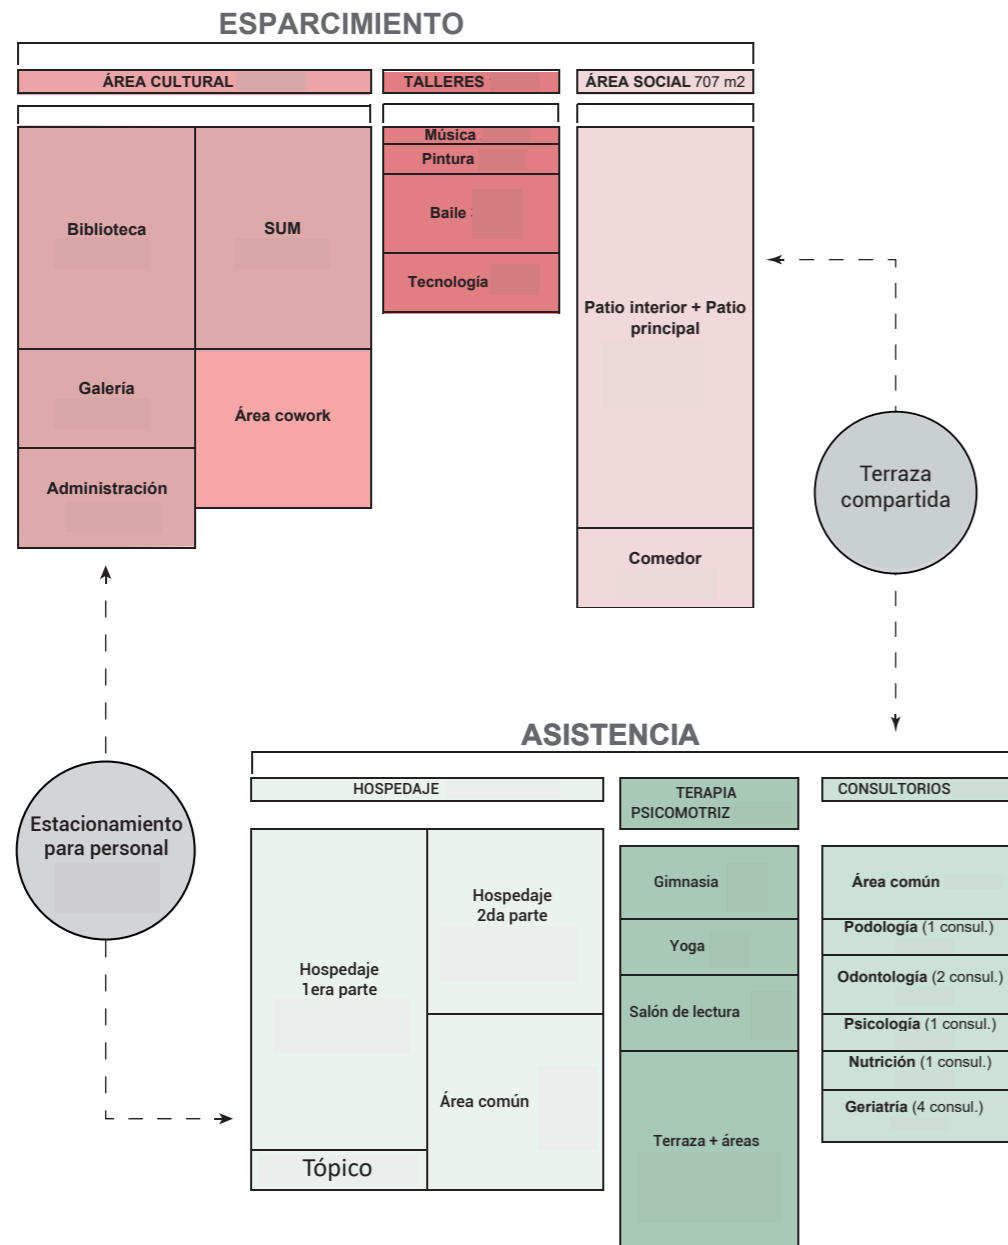 ESPARCIMIENTO
ÁREA CULTURAL
TALLERES
ÁREA SOCIAL 707 m2
Biblioteca
SUM
Galería
Área cowork
Administración
Música
Pintura
Baile
Tecnología
Patio interior + Patio
principal
Comedor
Terraza
compartida
Estacionamiento
para personal
ASISTENCIA
HOSPEDAJE
TERAPIA
PSICOMOTRIZ
CONSULTORIOS
Hospedaje
1era parte
Tópico
Hospedaje
2da parte
Área común
Gimnasia
Yoga
Salón de lectura
Terraza + áreas
Área común
Podología (1 consul.)
Odontología (2 consul.)
Psicología (1 consul.)
Nutrición (1 consul.)
Geriatría (4 consul.)